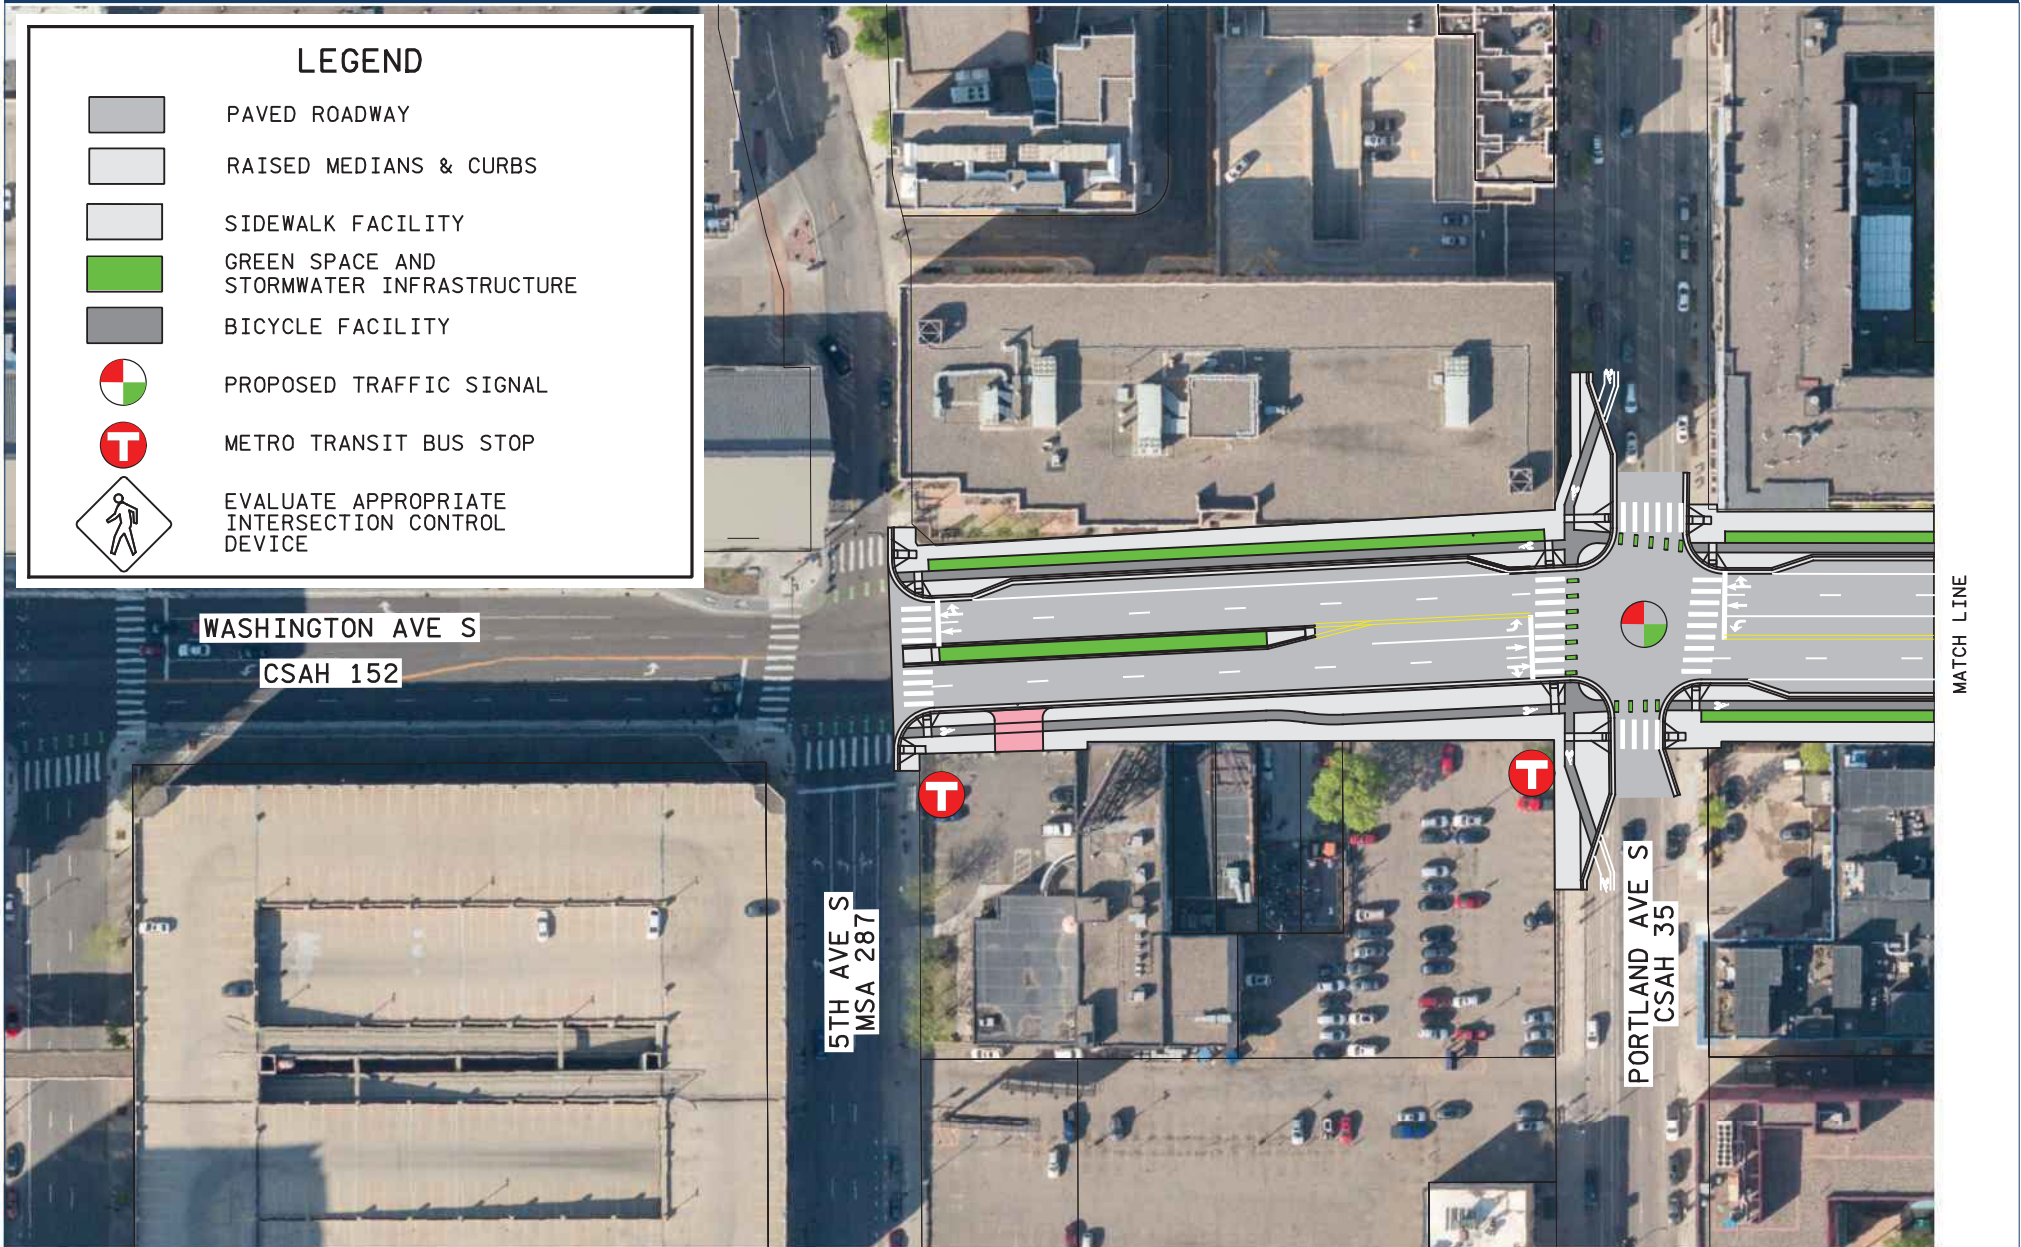 LEGEND
PAVED ROADWAY
RAISED MEDIANS & CURBS
SIDEWALK FACILITY
GREEN SPACE AND
STORMWATER INFRASTRUCTURE
BICYCLE FACILITY
PROPOSED TRAFFIC SIGNAL
T
METRO TRANSIT BUS STOP
EVALUATE APPROPRIATE
INTERSECTION CONTROL
DEVICE
WASHINGTON AVE S
CSAH 152
MATCH LINE
T
T
5TH AVE S
MSA 287
PORTLAND AVE S
CSAH 35